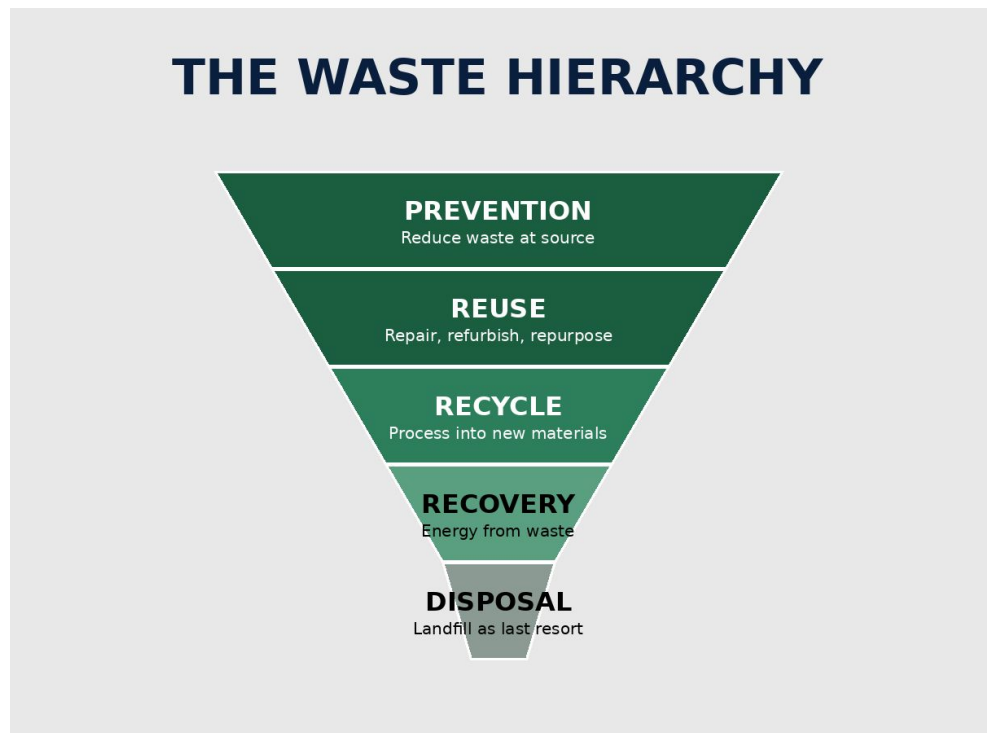 THE WASTE HIERARCHY
PREVENTION
Reduce waste at source
REUSE
Repair, refurbish, repurpose
RECYCLE
Process into new materials
RECOVERY
Energy from waste
DISPOSAL
Landfill as last resort